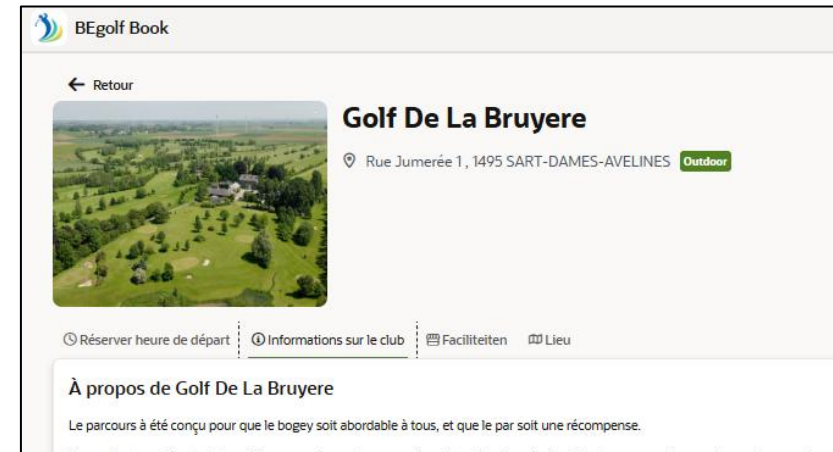 BEgolf Book
Retour
Golf De La Bruyere
Rue Jumerée 1 , 1495 SART-DAMES-AVELINES Outdoor
Réserver heure de départ Informations sur le club Faciliteiten Lieu
À propos de Golf De La Bruyere
Le parcours à été conçu pour que le bogey soit abordable à tous, et que le par soit une récompense.